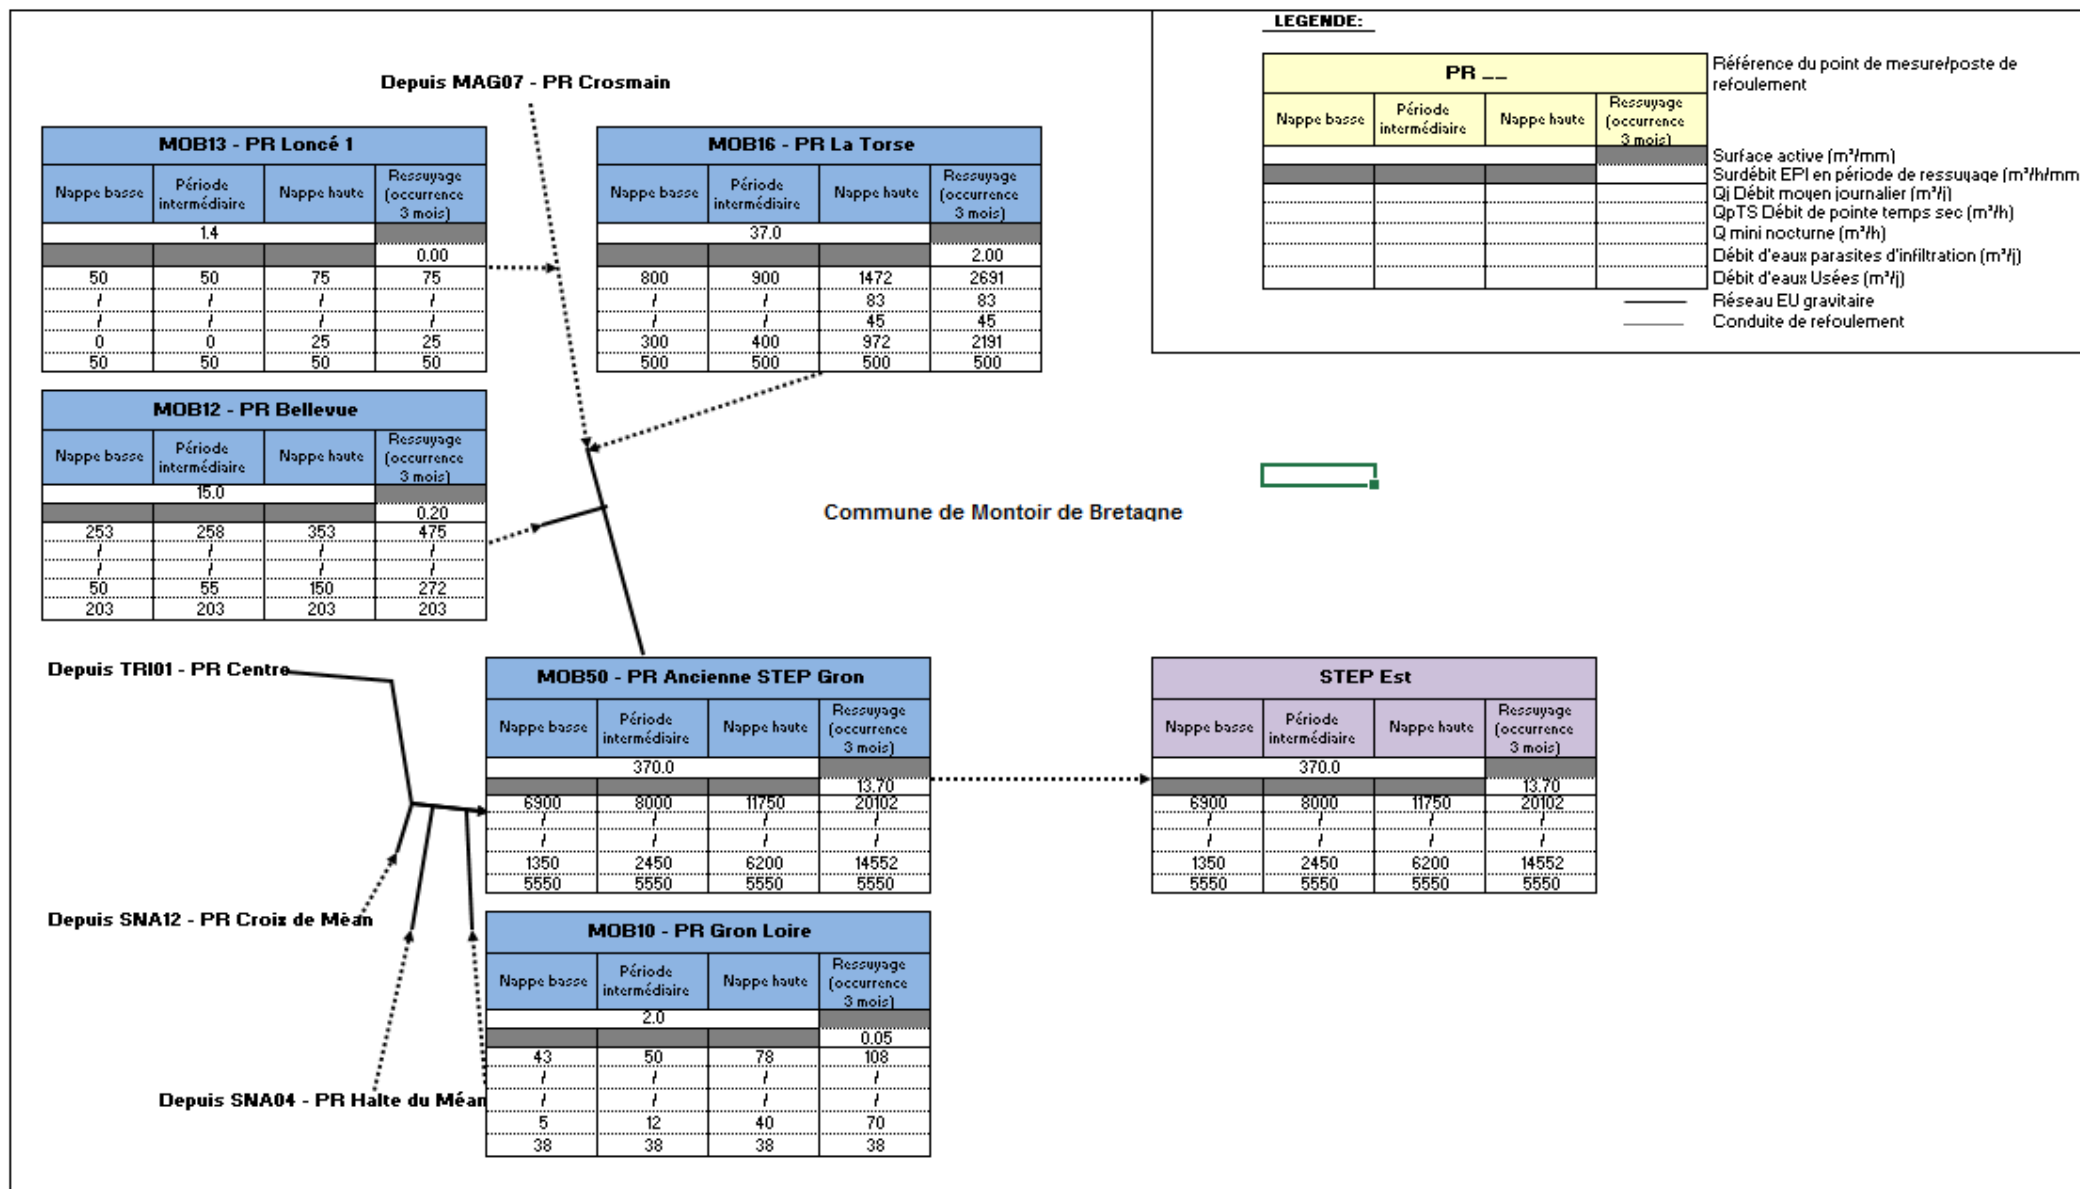 LEGENDE:
PR __
Nappe basse
Période intermédiaire
Nappe haute
Ressuyage (occurrence 3 mois)
Référence du point de mesure/poste de
refoulement
Surface active (m³/mm)
Surdébit EPI en période de ressuyage (m³/h/mm
Qj Débit moyen journalier (m³/j)
QpTS Débit de pointe temps sec (m³/h)
Q mini nocturne (m³/h)
Débit d'eaux parasites d'infiltration (m³/j)
Débit d'eaux Usées (m³/j)
Réseau EU gravitaire
Conduite de refoulement
Depuis MAG07 - PR Crosmain
MOB13 - PR Loncé 1
Nappe basse
Période intermédiaire
Nappe haute
Ressuyage (occurrence 3 mois)
1.4
0.00
50 50 75 75
/ / / /
/ / / /
0 0 25 25
50 50 50 50
MOB16 - PR La Torse
Nappe basse
Période intermédiaire
Nappe haute
Ressuyage (occurrence 3 mois)
37.0
2.00
800 900 1472 2691
/ / 83 83
/ / 45 45
300 400 972 2191
500 500 500 500
MOB12 - PR Bellevue
Nappe basse
Période intermédiaire
Nappe haute
Ressuyage (occurrence 3 mois)
15.0
0.20
253 258 353 475
/ / / /
/ / / /
50 55 150 272
203 203 203 203
Commune de Montoir de Bretagne
Depuis TRI01 - PR Centre
MOB50 - PR Ancienne STEP Gron
Nappe basse
Période intermédiaire
Nappe haute
Ressuyage (occurrence 3 mois)
370.0
13.70
6900 8000 11750 20102
/ / / /
/ / / /
1350 2450 6200 14552
5550 5550 5550 5550
STEP Est
Nappe basse
Période intermédiaire
Nappe haute
Ressuyage (occurrence 3 mois)
370.0
13.70
6900 8000 11750 20102
/ / / /
/ / / /
1350 2450 6200 14552
5550 5550 5550 5550
Depuis SNA12 - PR Croix de Méan
MOB10 - PR Gron Loire
Nappe basse
Période intermédiaire
Nappe haute
Ressuyage (occurrence 3 mois)
2.0
0.05
43 50 78 108
/ / / /
/ / / /
5 12 40 70
38 38 38 38
Depuis SNA04 - PR Halte du Méan